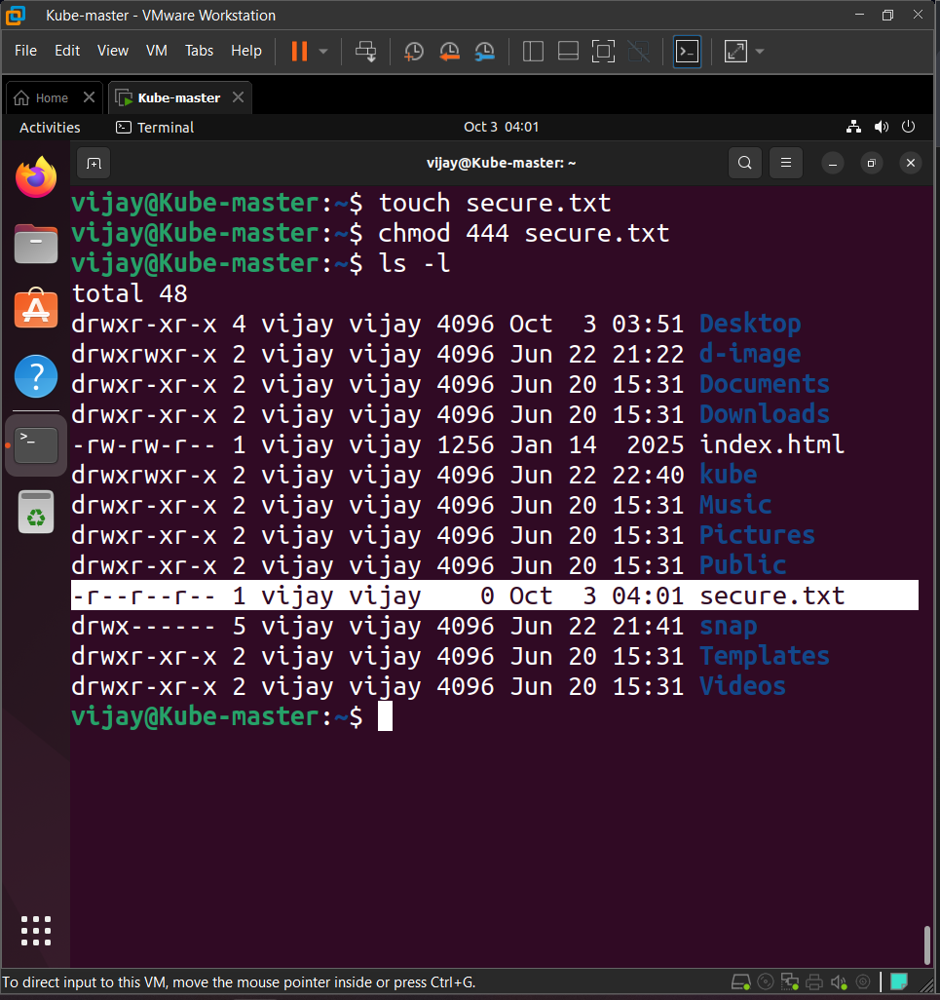 Kube-master - VMware Workstation
File Edit View VM Tabs Help
Home Kube-master
Activities Terminal Oct 3 04:01
vijay@Kube-master: ~
vijay@Kube-master:~$ touch secure.txt
vijay@Kube-master:~$ chmod 444 secure.txt
vijay@Kube-master:~$ ls -l
total 48
drwxr-xr-x 4 vijay vijay 4096 Oct  3 03:51 Desktop
drwxrwxr-x 2 vijay vijay 4096 Jun 22 21:22 d-image
drwxr-xr-x 2 vijay vijay 4096 Jun 20 15:31 Documents
drwxr-xr-x 2 vijay vijay 4096 Jun 20 15:31 Downloads
-rw-rw-r-- 1 vijay vijay 1256 Jan 14  2025 index.html
drwxrwxr-x 2 vijay vijay 4096 Jun 22 22:40 kube
drwxr-xr-x 2 vijay vijay 4096 Jun 20 15:31 Music
drwxr-xr-x 2 vijay vijay 4096 Jun 20 15:31 Pictures
drwxr-xr-x 2 vijay vijay 4096 Jun 20 15:31 Public
-r--r--r-- 1 vijay vijay    0 Oct  3 04:01 secure.txt
drwx------ 5 vijay vijay 4096 Jun 22 21:41 snap
drwxr-xr-x 2 vijay vijay 4096 Jun 20 15:31 Templates
drwxr-xr-x 2 vijay vijay 4096 Jun 20 15:31 Videos
vijay@Kube-master:~$
To direct input to this VM, move the mouse pointer inside or press Ctrl+G.